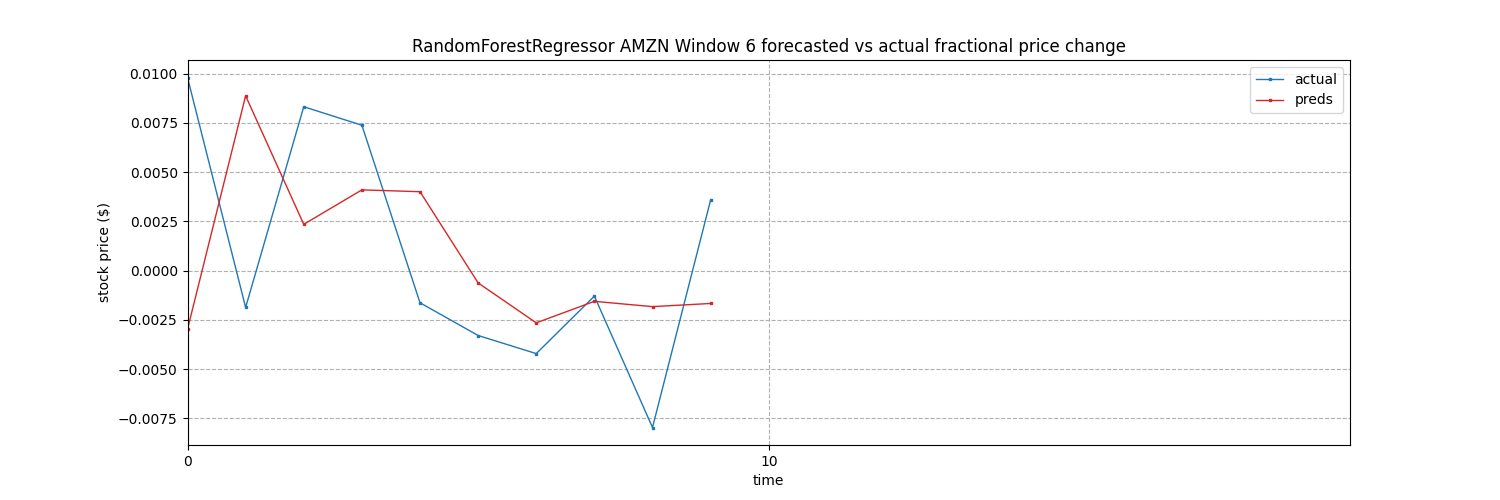 RandomForestRegressor AMZN Window 6 forecasted vs actual fractional price change
actual
preds
0.0100
0.0075
0.0050
0.0025
0.0000
−0.0025
−0.0050
−0.0075
stock price ($)
0
10
time